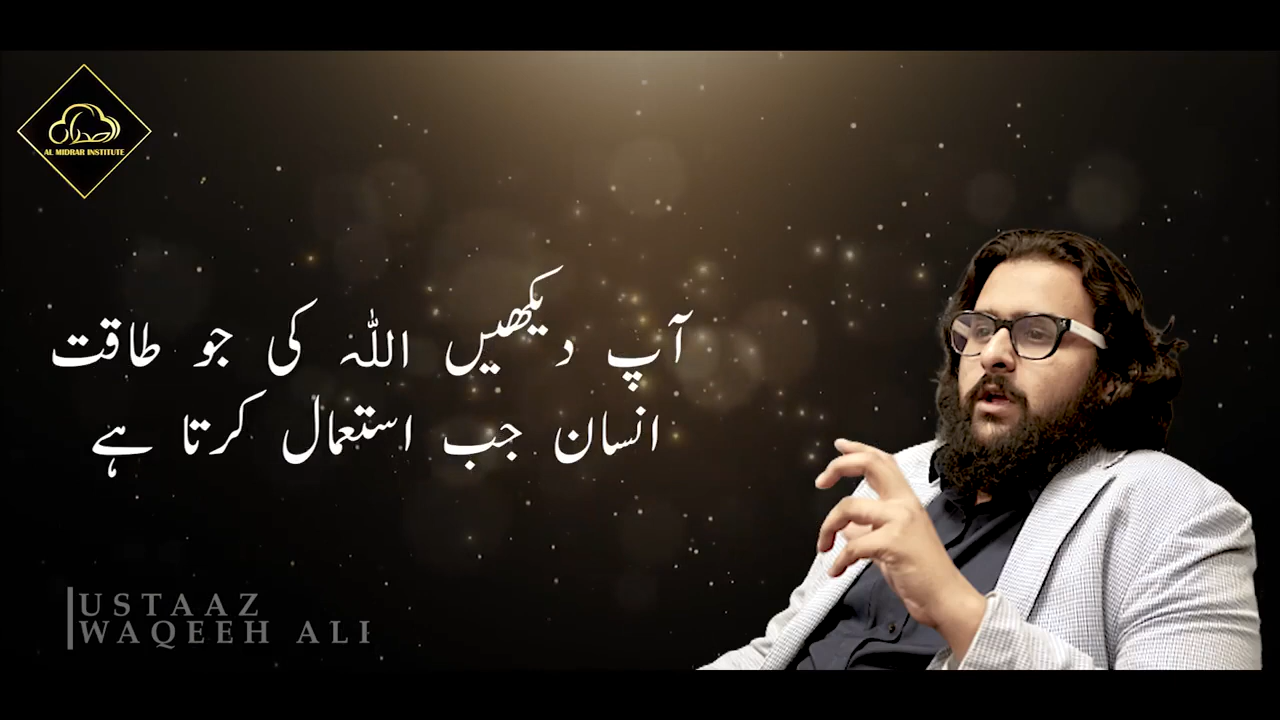 AL MIDRAR INSTITUTE
آپ دیکھیں اللہ کی جو طاقت
انسان جب استعمال کرتا ہے
USTAAZ
WAQEEH ALI